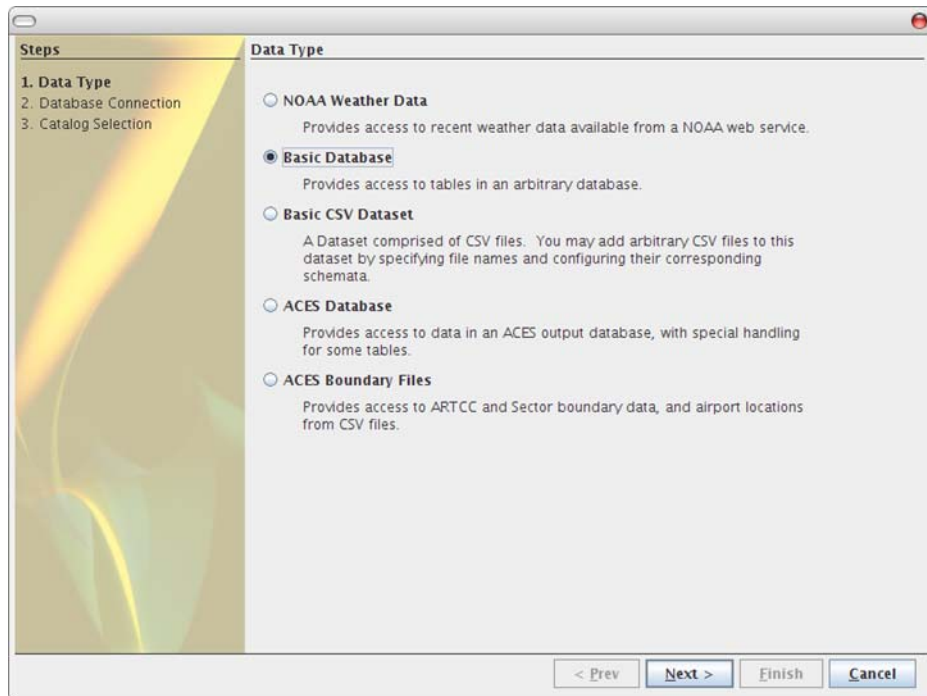 Steps
1. Data Type
2. Database Connection
3. Catalog Selection
Data Type
NOAA Weather Data
Provides access to recent weather data available from a NOAA web service.
Basic Database
Provides access to tables in an arbitrary database.
Basic CSV Dataset
A Dataset comprised of CSV files. You may add arbitrary CSV files to this
dataset by specifying file names and configuring their corresponding
schemata.
ACES Database
Provides access to data in an ACES output database, with special handling
for some tables.
ACES Boundary Files
Provides access to ARTCC and Sector boundary data, and airport locations
from CSV files.
< Prev
Next >
Finish
Cancel